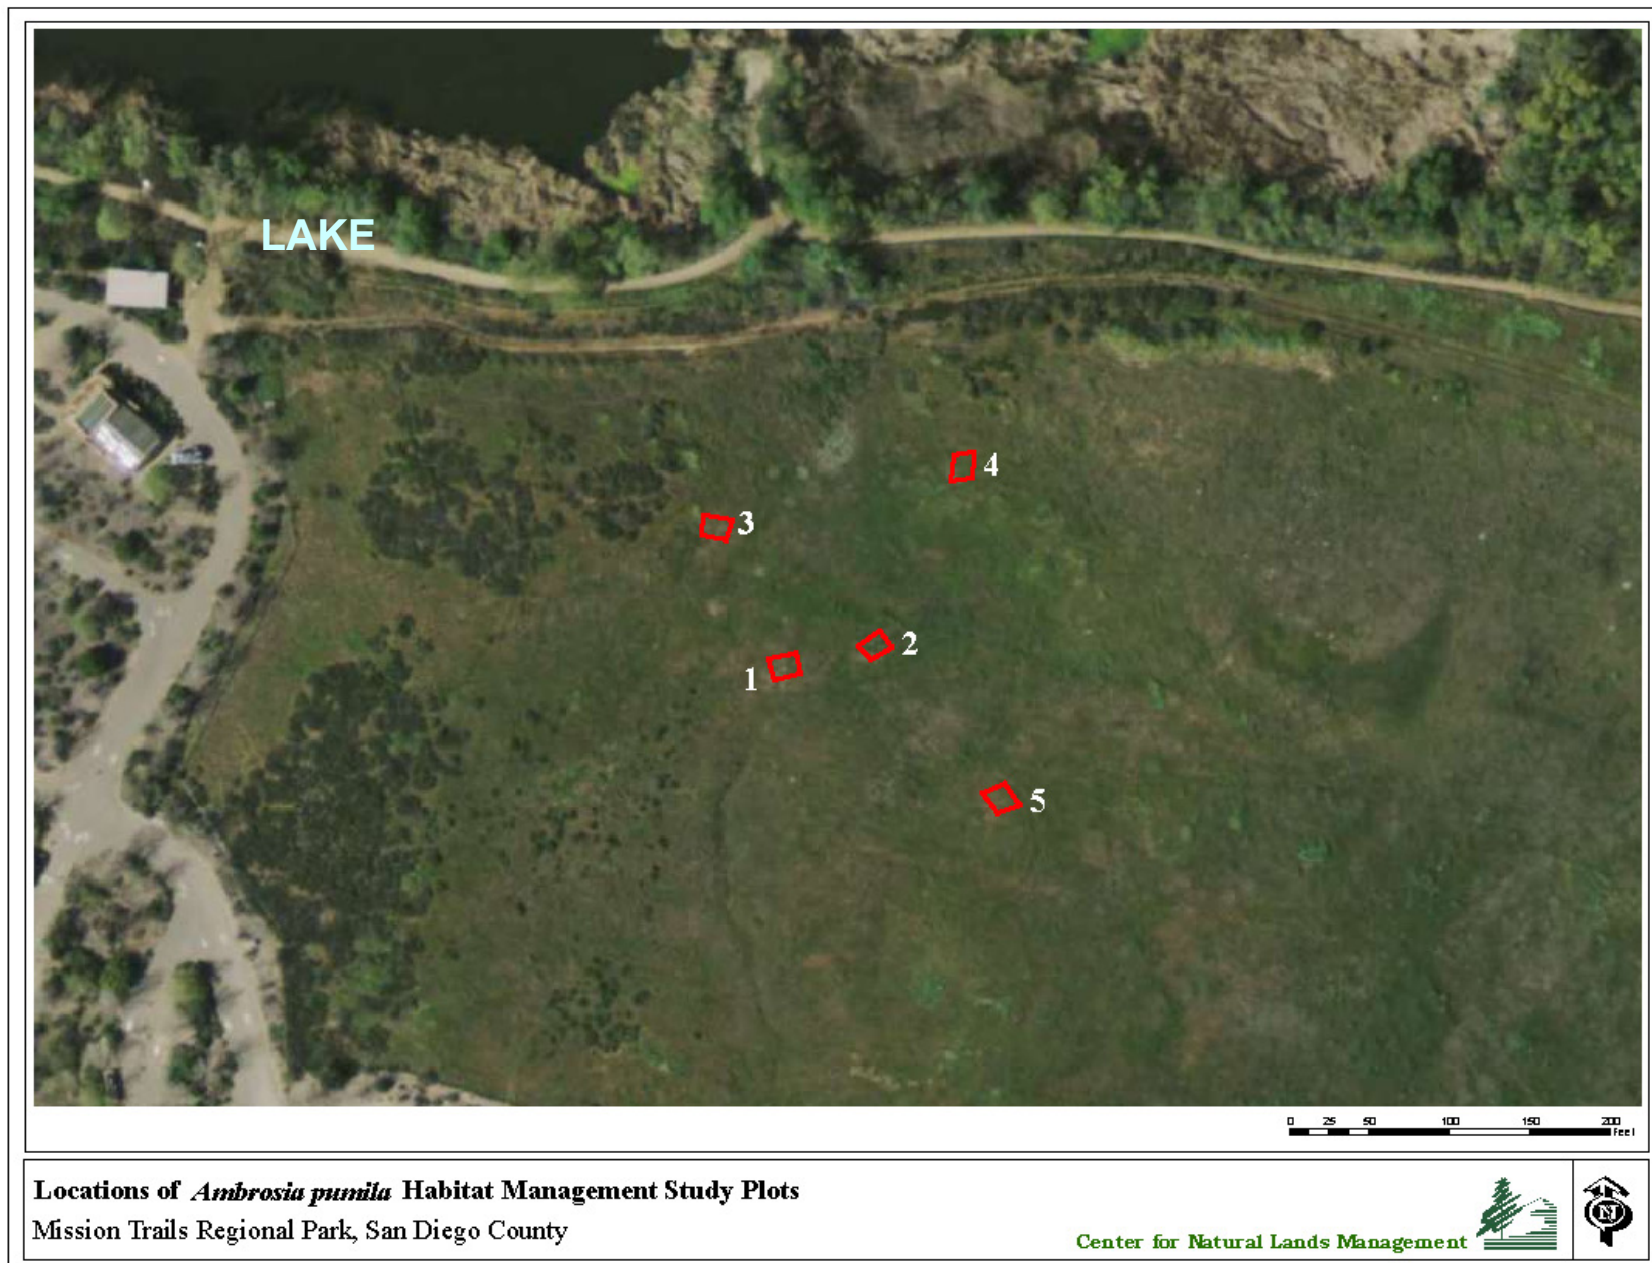 LAKE
4
3
2
1
5
0 25 50 100 150 200
Feet
Locations of Ambrosia pumila Habitat Management Study Plots
Mission Trails Regional Park, San Diego County
Center for Natural Lands Management
N